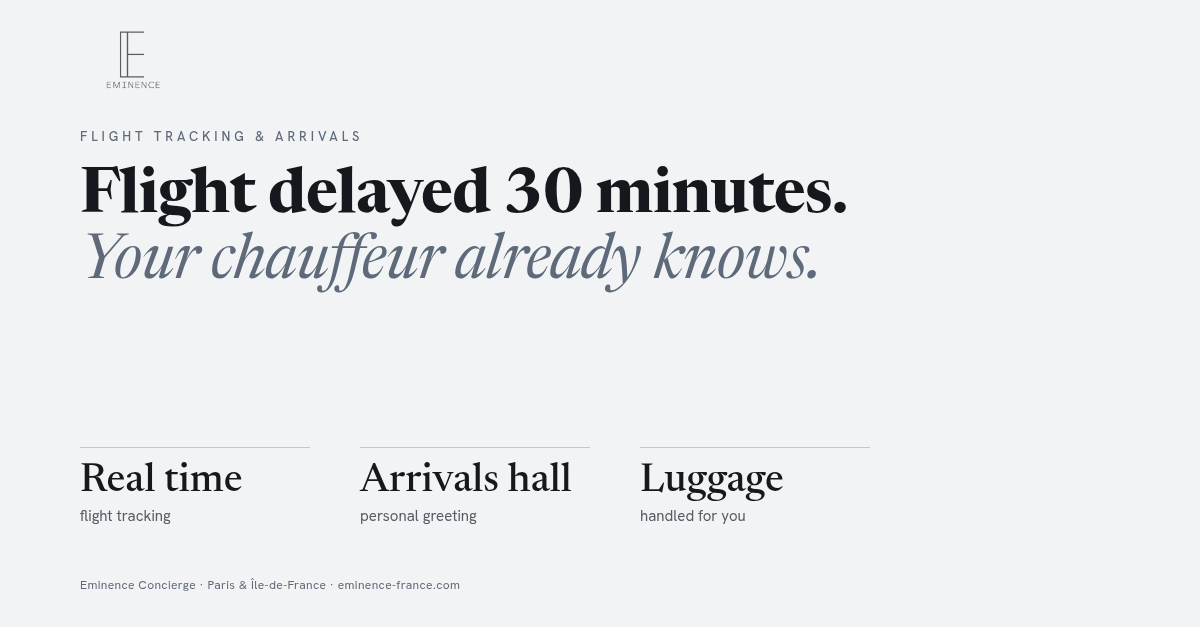 E
EMINENCE
FLIGHT TRACKING & ARRIVALS
Flight delayed 30 minutes.
Your chauffeur already knows.
Real time
flight tracking
Arrivals hall
personal greeting
Luggage
handled for you
Eminence Concierge · Paris & Île-de-France · eminence-france.com